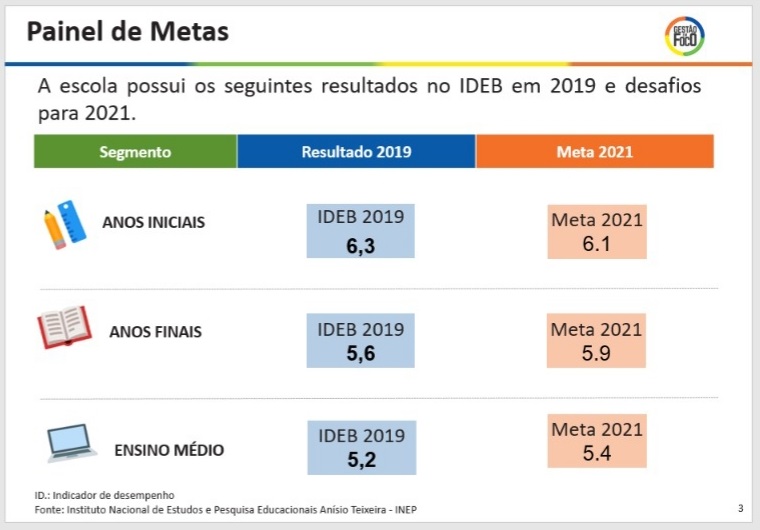 Painel de Metas
GESTÃO
EM
FOCO
A escola possui os seguintes resultados no IDEB em 2019 e desafios
para 2021.
Segmento Resultado 2019 Meta 2021
ANOS INICIAIS
IDEB 2019
6,3
Meta 2021
6.1
ANOS FINAIS
IDEB 2019
5,6
Meta 2021
5.9
ENSINO MÉDIO
IDEB 2019
5,2
Meta 2021
5.4
ID.: Indicador de desempenho
Fonte: Instituto Nacional de Estudos e Pesquisa Educacionais Anísio Teixeira - INEP
3